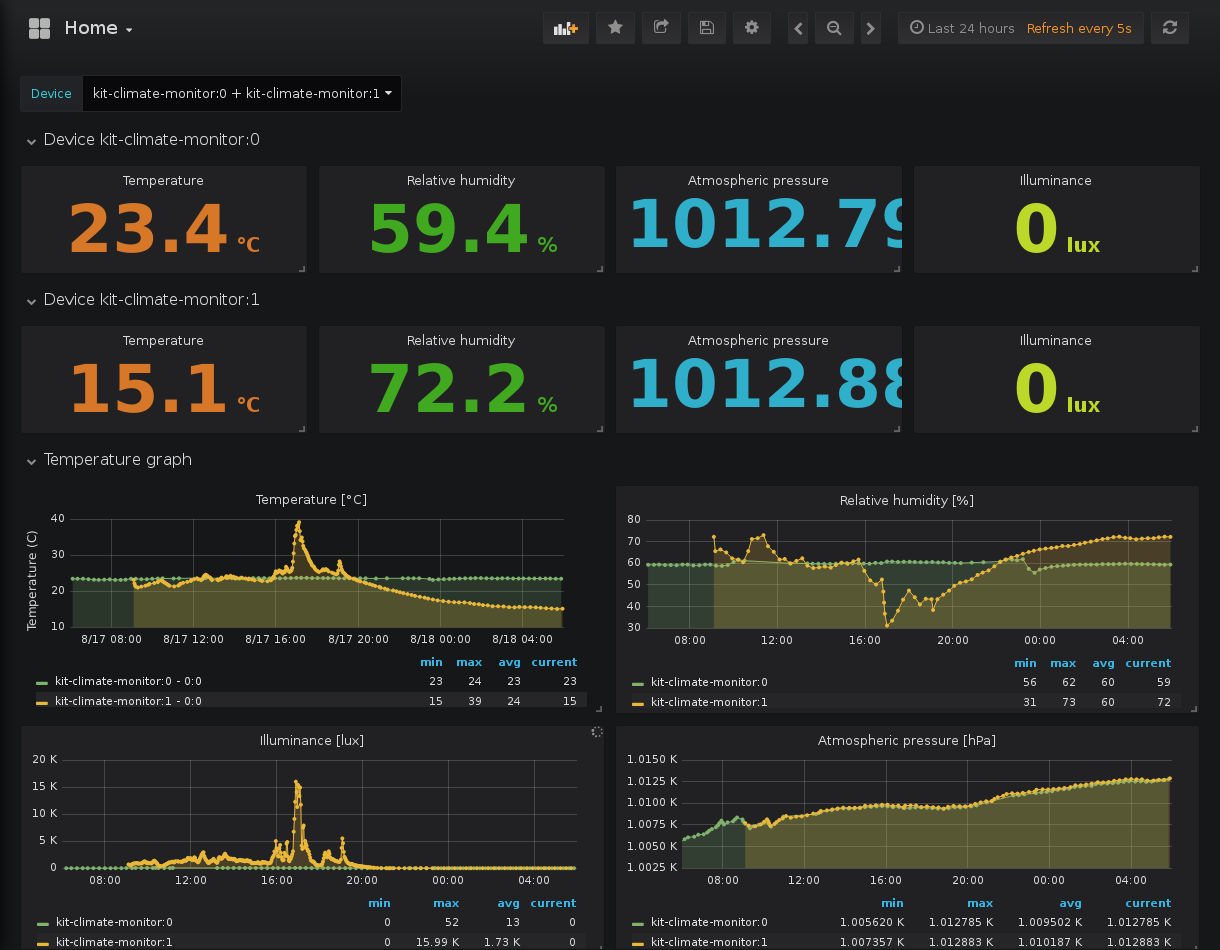 Home
Last 24 hours Refresh every 5s
Device kit-climate-monitor:0 + kit-climate-monitor:1
Device kit-climate-monitor:0
Temperature Relative humidity Atmospheric pressure Illuminance
23.4 °C 59.4 % 1012.79 0 lux
Device kit-climate-monitor:1
Temperature Relative humidity Atmospheric pressure Illuminance
15.1 °C 72.2 % 1012.88 0 lux
Temperature graph
Temperature [°C]
Temperature (C)
40
30
20
10
8/17 08:00 8/17 12:00 8/17 16:00 8/17 20:00 8/18 00:00 8/18 04:00
min max avg current
kit-climate-monitor:0 - 0:0 23 24 23 23
kit-climate-monitor:1 - 0:0 15 39 24 15
Relative humidity [%]
80
70
60
50
40
30
08:00 12:00 16:00 20:00 00:00 04:00
min max avg current
kit-climate-monitor:0 56 62 60 59
kit-climate-monitor:1 31 73 60 72
Illuminance [lux]
20 K
15 K
10 K
5 K
0
08:00 12:00 16:00 20:00 00:00 04:00
min max avg current
kit-climate-monitor:0 0 52 13 0
kit-climate-monitor:1 0 15.99 K 1.73 K 0
Atmospheric pressure [hPa]
1.0150 K
1.0125 K
1.0100 K
1.0075 K
1.0050 K
1.0025 K
08:00 12:00 16:00 20:00 00:00 04:00
min max avg current
kit-climate-monitor:0 1.005620 K 1.012785 K 1.009502 K 1.012785 K
kit-climate-monitor:1 1.007357 K 1.012883 K 1.010187 K 1.012883 K